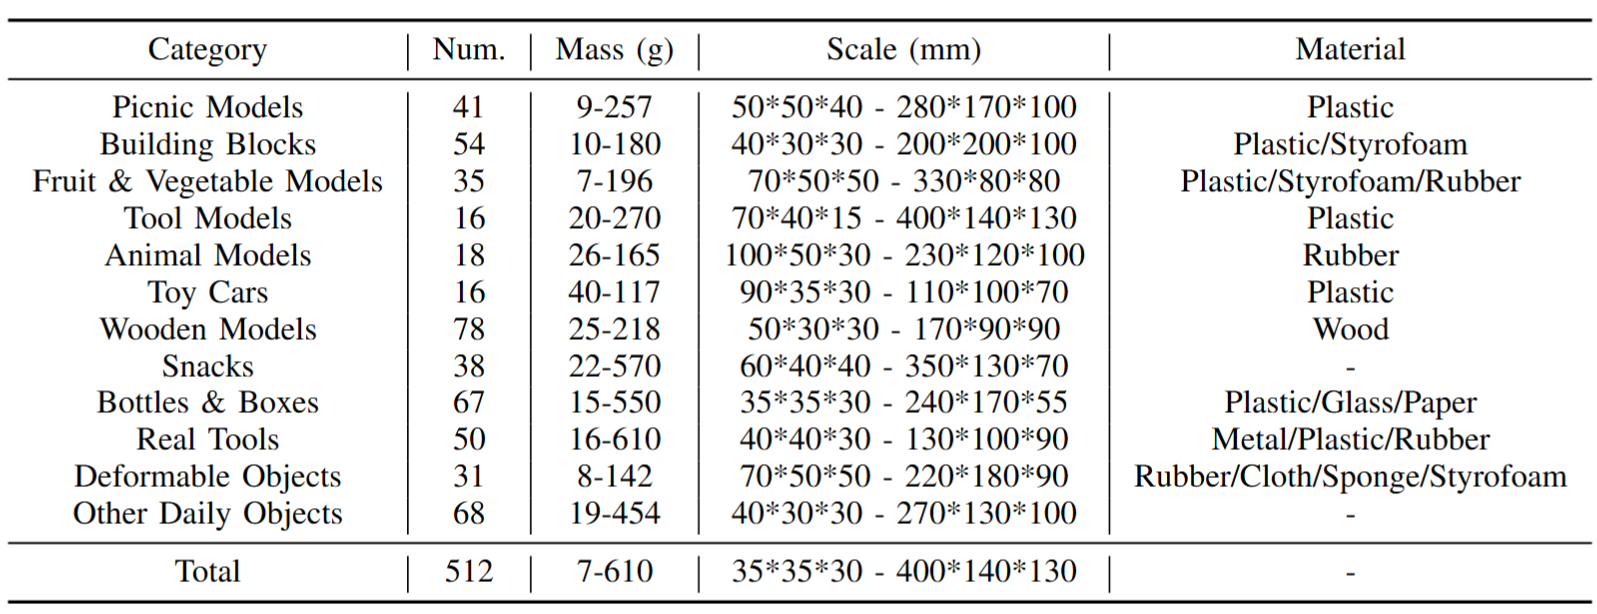 Category Num. Mass (g) Scale (mm) Material
Picnic Models 41 9-257 50*50*40 - 280*170*100 Plastic
Building Blocks 54 10-180 40*30*30 - 200*200*100 Plastic/Styrofoam
Fruit & Vegetable Models 35 7-196 70*50*50 - 330*80*80 Plastic/Styrofoam/Rubber
Tool Models 16 20-270 70*40*15 - 400*140*130 Plastic
Animal Models 18 26-165 100*50*30 - 230*120*100 Rubber
Toy Cars 16 40-117 90*35*30 - 110*100*70 Plastic
Wooden Models 78 25-218 50*30*30 - 170*90*90 Wood
Snacks 38 22-570 60*40*40 - 350*130*70 -
Bottles & Boxes 67 15-550 35*35*30 - 240*170*55 Plastic/Glass/Paper
Real Tools 50 16-610 40*40*30 - 130*100*90 Metal/Plastic/Rubber
Deformable Objects 31 8-142 70*50*50 - 220*180*90 Rubber/Cloth/Sponge/Styrofoam
Other Daily Objects 68 19-454 40*30*30 - 270*130*100 -
Total 512 7-610 35*35*30 - 400*140*130 -